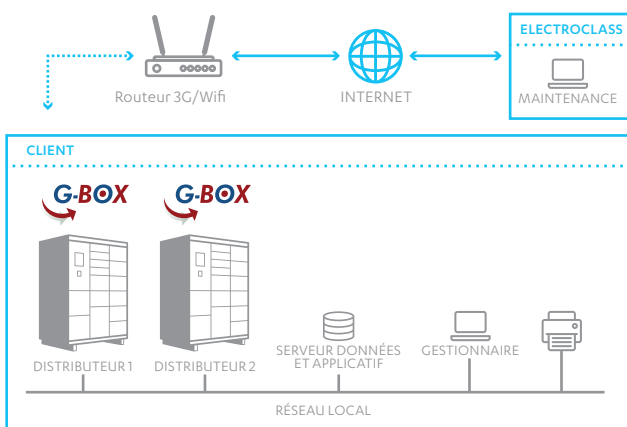 ELECTROCLASS
Routeur 3G/Wifi
INTERNET
MAINTENANCE
CLIENT
G-BOX
G-BOX
DISTRIBUTEUR 1
DISTRIBUTEUR 2
SERVEUR DONNÉES
ET APPLICATIF
GESTIONNAIRE
RÉSEAU LOCAL